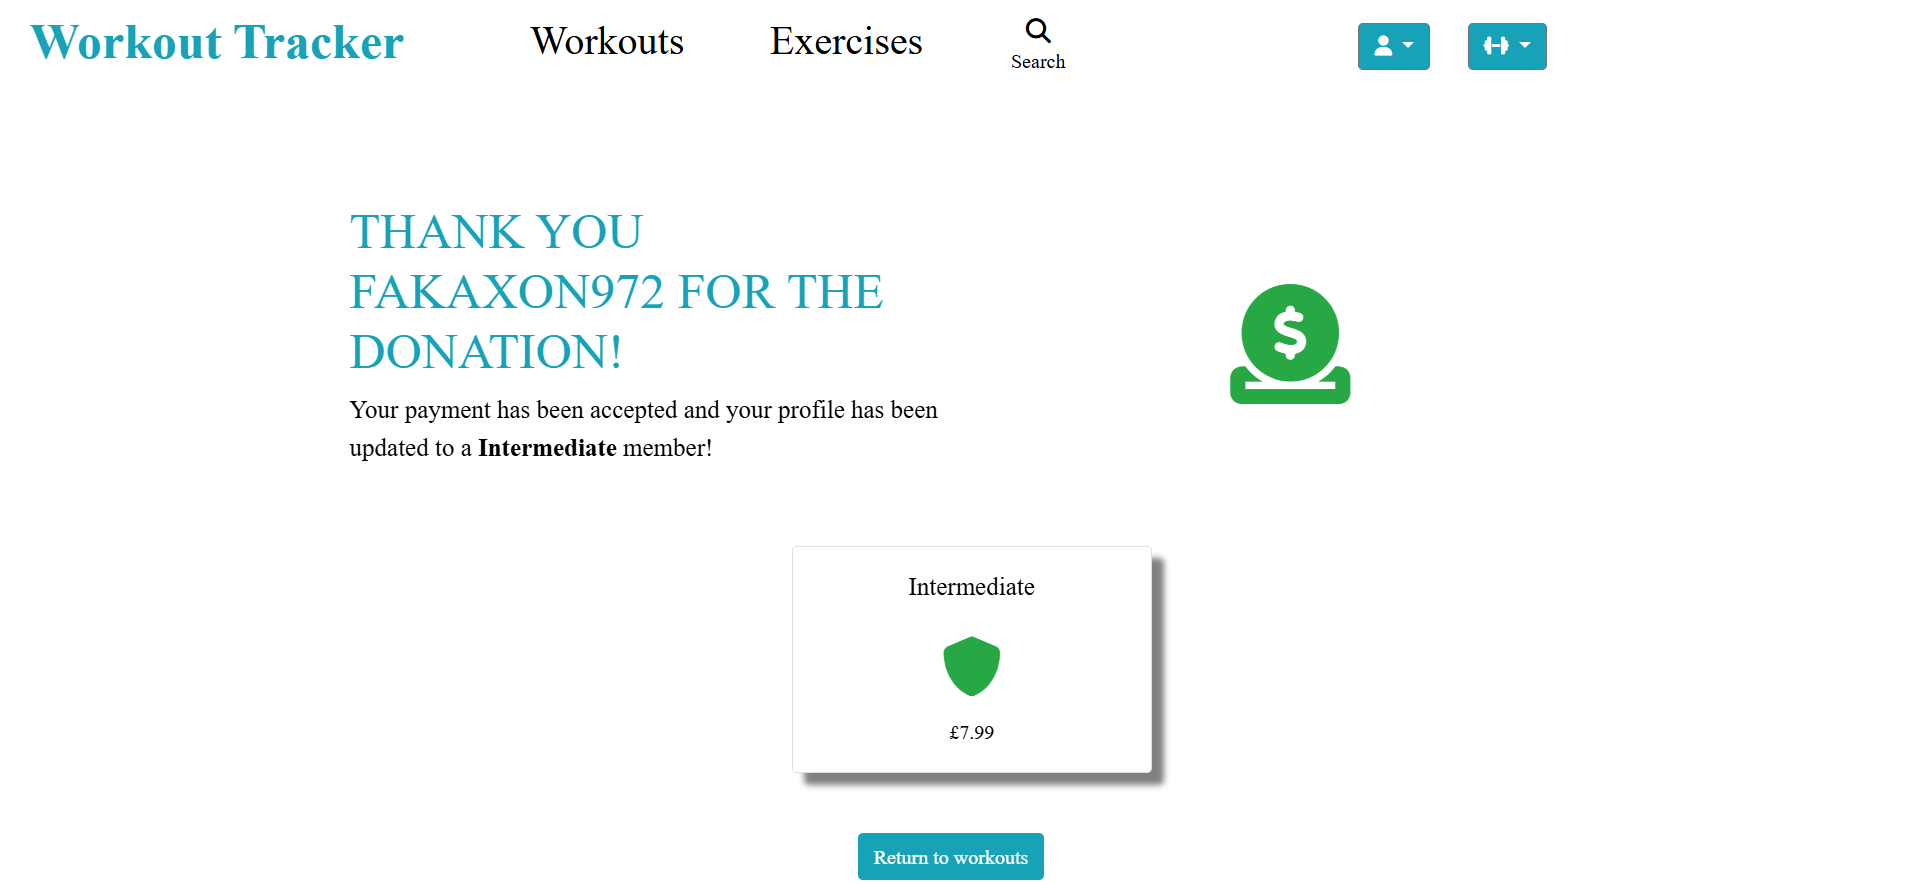 Workout Tracker
Workouts
Exercises
Search
THANK YOU
FAKAXON972 FOR THE
DONATION!
Your payment has been accepted and your profile has been
updated to a Intermediate member!
Intermediate
£7.99
Return to workouts